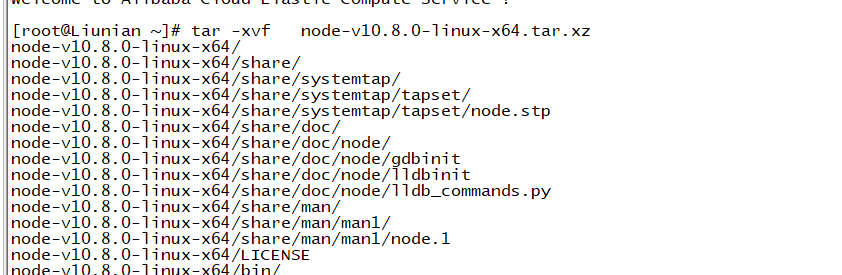 Welcome to Alibaba Cloud Elastic Compute Service !
[root@Liunian ~]# tar -xvf   node-v10.8.0-linux-x64.tar.xz
node-v10.8.0-linux-x64/
node-v10.8.0-linux-x64/share/
node-v10.8.0-linux-x64/share/systemtap/
node-v10.8.0-linux-x64/share/systemtap/tapset/
node-v10.8.0-linux-x64/share/systemtap/tapset/node.stp
node-v10.8.0-linux-x64/share/doc/
node-v10.8.0-linux-x64/share/doc/node/
node-v10.8.0-linux-x64/share/doc/node/gdbinit
node-v10.8.0-linux-x64/share/doc/node/lldbinit
node-v10.8.0-linux-x64/share/doc/node/lldb_commands.py
node-v10.8.0-linux-x64/share/man/
node-v10.8.0-linux-x64/share/man/man1/
node-v10.8.0-linux-x64/share/man/man1/node.1
node-v10.8.0-linux-x64/LICENSE
node-v10.8.0-linux-x64/bin/